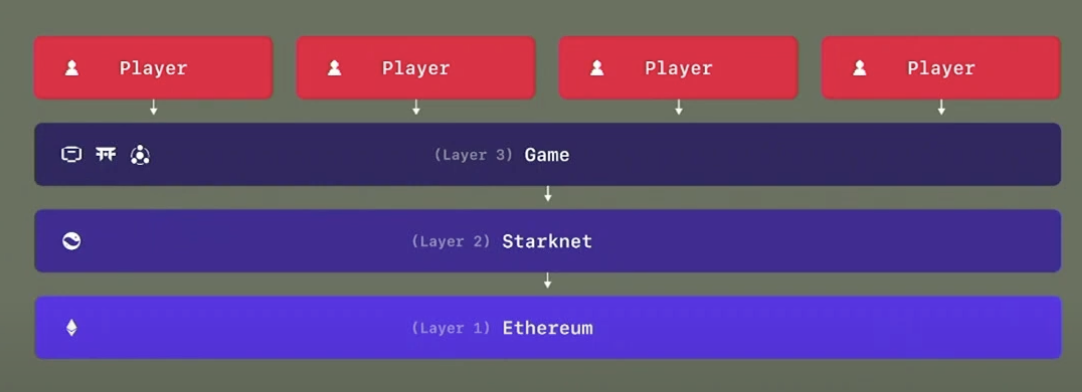 Player Player Player Player
(Layer 3) Game
(Layer 2) Starknet
(Layer 1) Ethereum